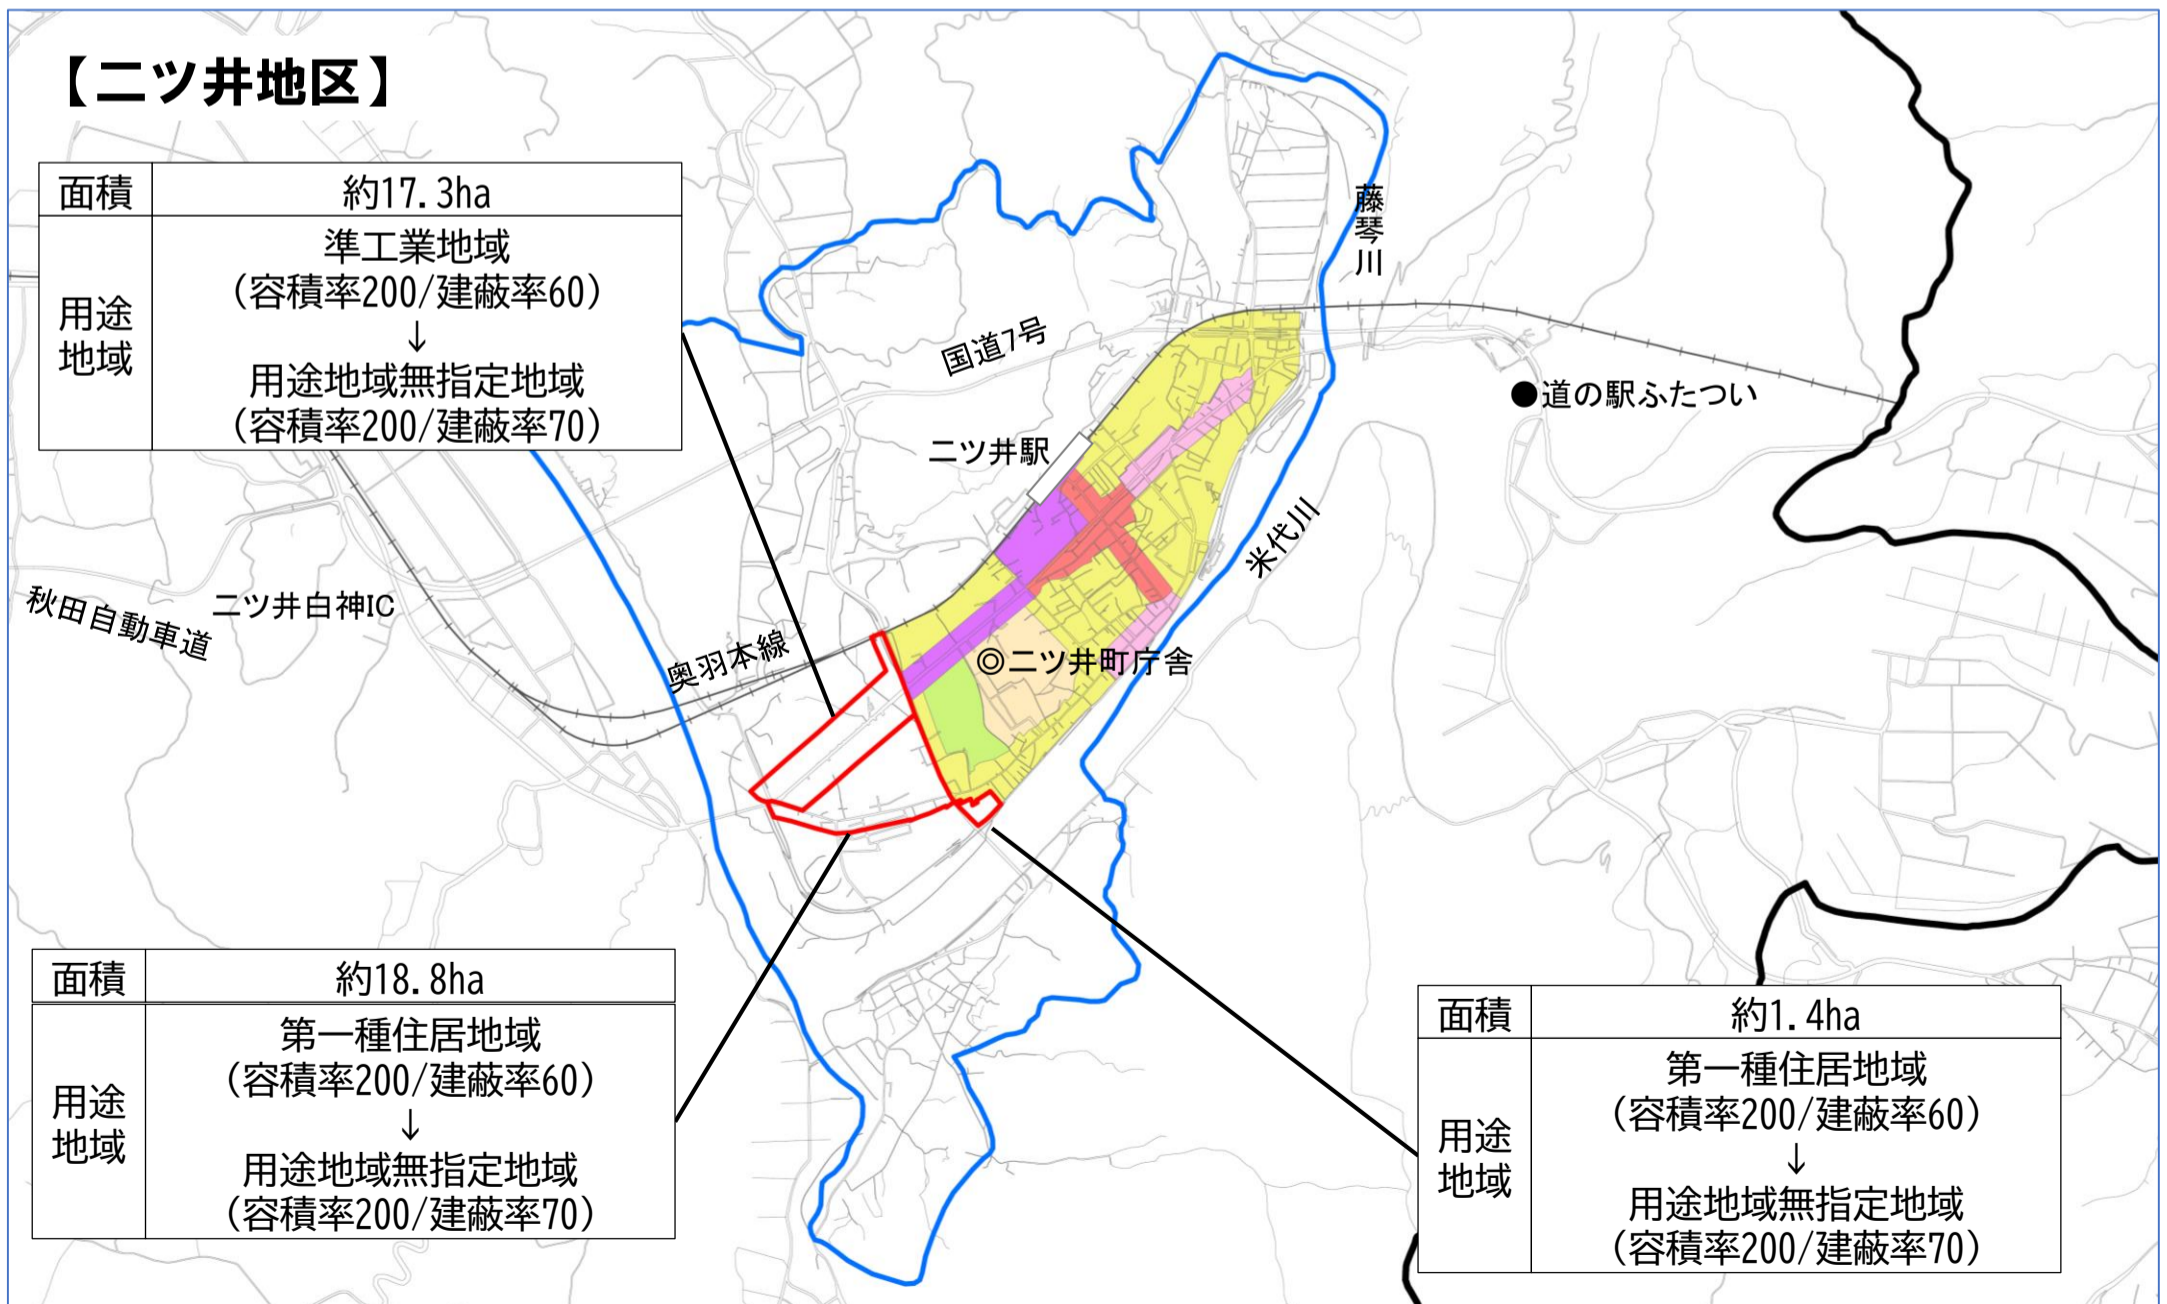 【二ツ井地区】
面積
約17.3ha
用途
地域
準工業地域
(容積率200/建蔽率60)
↓
用途地域無指定地域
(容積率200/建蔽率70)
藤琴川
国道7号
二ツ井駅
●道の駅ふたつい
米代川
秋田自動車道
二ツ井白神IC
奥羽本線
◎二ツ井町庁舎
面積
約18.8ha
用途
地域
第一種住居地域
(容積率200/建蔽率60)
↓
用途地域無指定地域
(容積率200/建蔽率70)
面積
約1.4ha
用途
地域
第一種住居地域
(容積率200/建蔽率60)
↓
用途地域無指定地域
(容積率200/建蔽率70)